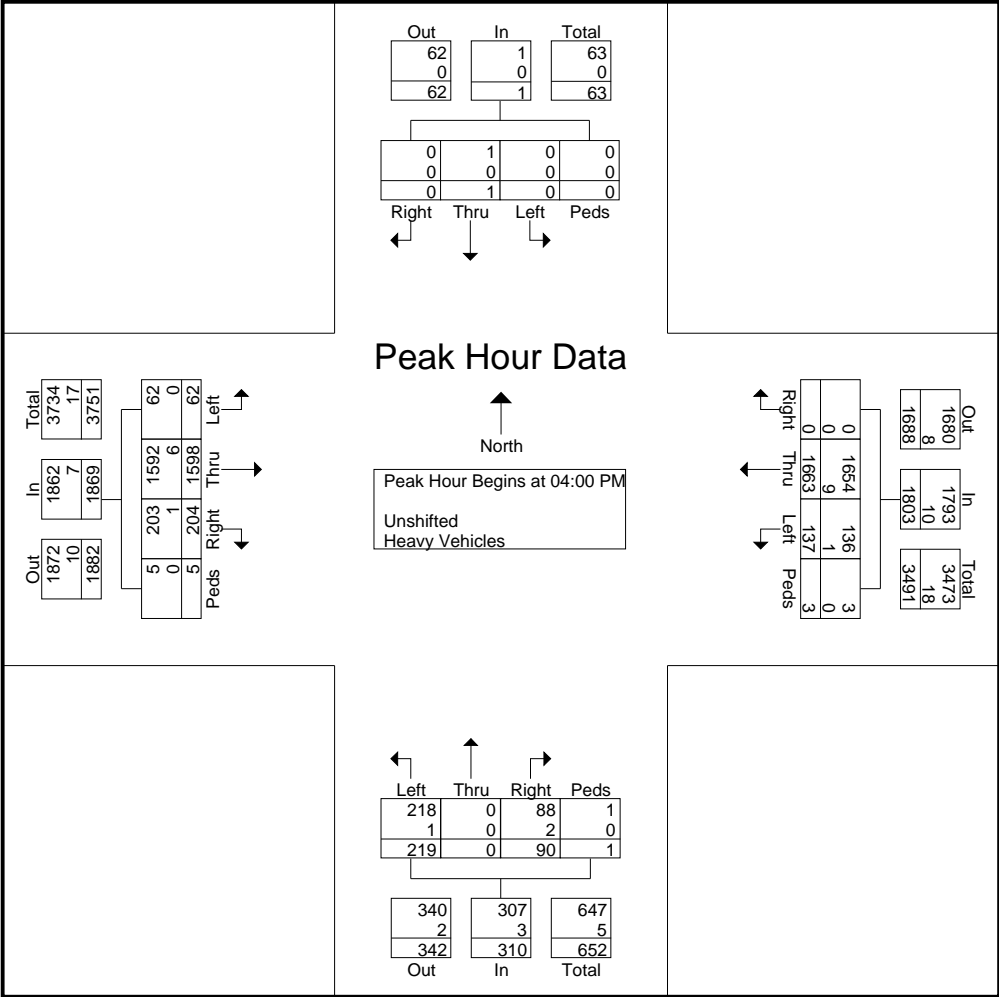 Out In Total
62 1 63
0 0 0
62 1 63
0 1 0 0
0 0 0 0
0 1 0 0
Right Thru Left Peds
Peak Hour Data
North
Peak Hour Begins at 04:00 PM
Unshifted
Heavy Vehicles
Total
3734
17
3751
In
1862
7
1869
Out
1872
10
1882
62
0
62
Left
1592
6
1598
Thru
203
1
204
Right
5
0
5
Peds
Right
0
0
0
Thru
1663
9
1654
Left
137
1
136
Peds
3
0
3
Out
1680
8
1688
In
1793
10
1803
Total
3473
18
3491
Left Thru Right Peds
218 0 88 1
1 0 2 0
219 0 90 1
340 307 647
2 3 5
342 310 652
Out In Total